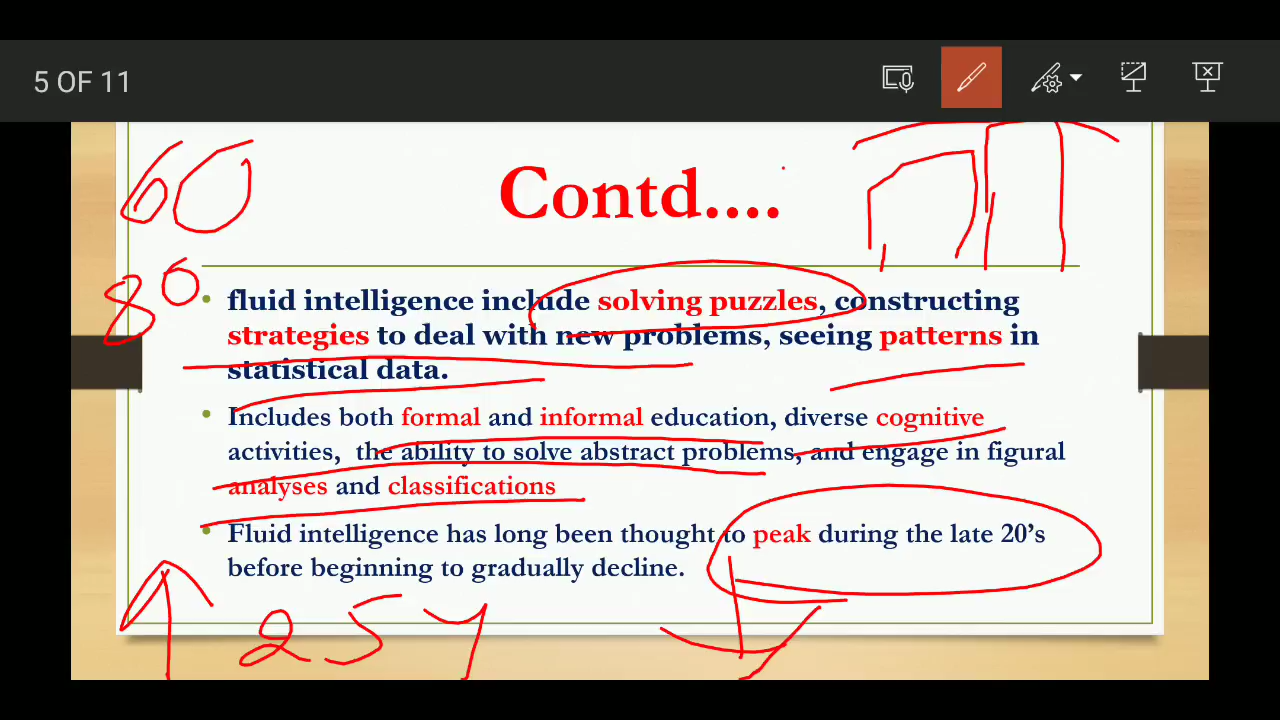 5 OF 11
60
Contd....
80
fluid intelligence include solving puzzles, constructing
strategies to deal with new problems, seeing patterns in
statistical data.
Includes both formal and informal education, diverse cognitive
activities, the ability to solve abstract problems, and engage in figural
analyses and classifications
Fluid intelligence has long been thought to peak during the late 20's
before beginning to gradually decline.
25y